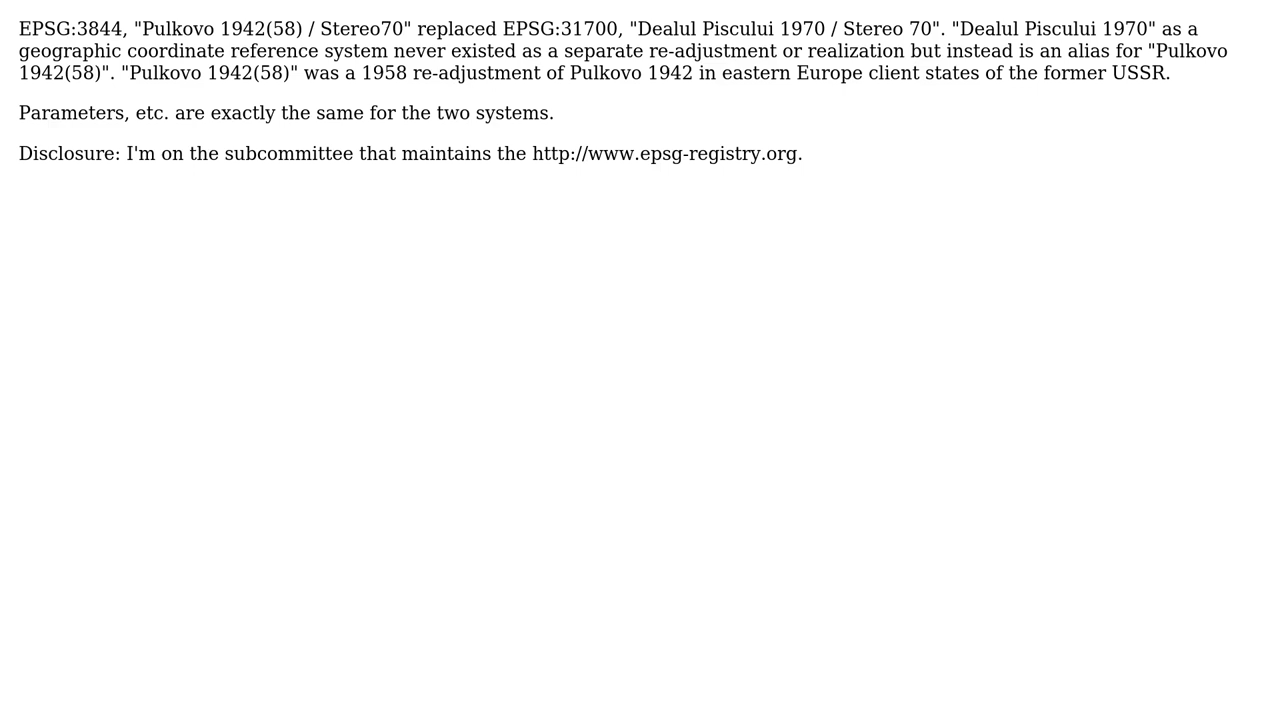 EPSG:3844, "Pulkovo 1942(58) / Stereo70" replaced EPSG:31700, "Dealul Piscului 1970 / Stereo 70". "Dealul Piscului 1970" as a
geographic coordinate reference system never existed as a separate re-adjustment or realization but instead is an alias for "Pulkovo
1942(58)". "Pulkovo 1942(58)" was a 1958 re-adjustment of Pulkovo 1942 in eastern Europe client states of the former USSR.
Parameters, etc. are exactly the same for the two systems.
Disclosure: I'm on the subcommittee that maintains the http://www.epsg-registry.org.